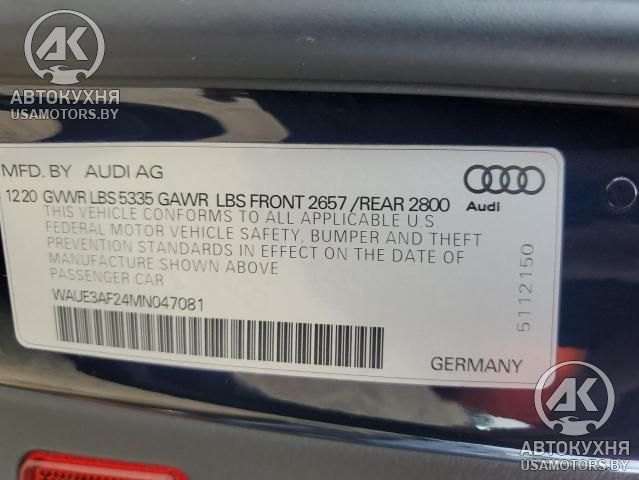 АК
АВТОКУХНЯ
USAMOTORS.BY
MFD. BY AUDI AG
1220 GVWR LBS 5335 GAWR LBS FRONT 2657 /REAR 2800
THIS VEHICLE CONFORMS TO ALL APPLICABLE U.S.
FEDERAL MOTOR VEHICLE SAFETY, BUMPER AND THEFT
PREVENTION STANDARDS IN EFFECT ON THE DATE OF
MANUFACTURE SHOWN ABOVE
PASSENGER CAR
WAUE3AF24MN047081
Audi
5112150
GERMANY
АК
АВТОКУХНЯ
USAMOTORS.BY